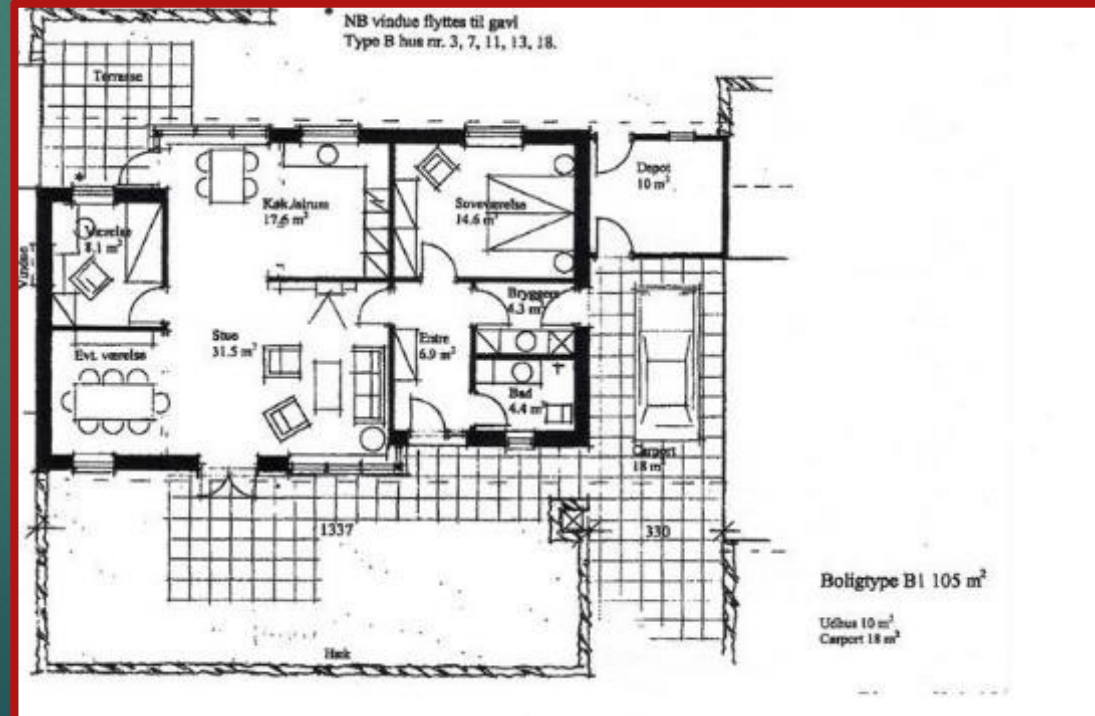 * NB vindue flyttes til gavl
Type B hus nr. 3, 7, 11, 13, 18.
Terrasse
Depot
10 m²
Køk./alrum
17.6 m²
Soveværelse
14.6 m²
*
Værelse
8.1 m²
Vindue
Bryggers
6.3 m²
Stue
31.5 m²
Entre
6.9 m²
Evt. værelse
Bad
4.4 m²
Carport
18 m²
1337
330
Boligtype B1 105 m²
Udhus 10 m²
Carport 18 m²
Hæk